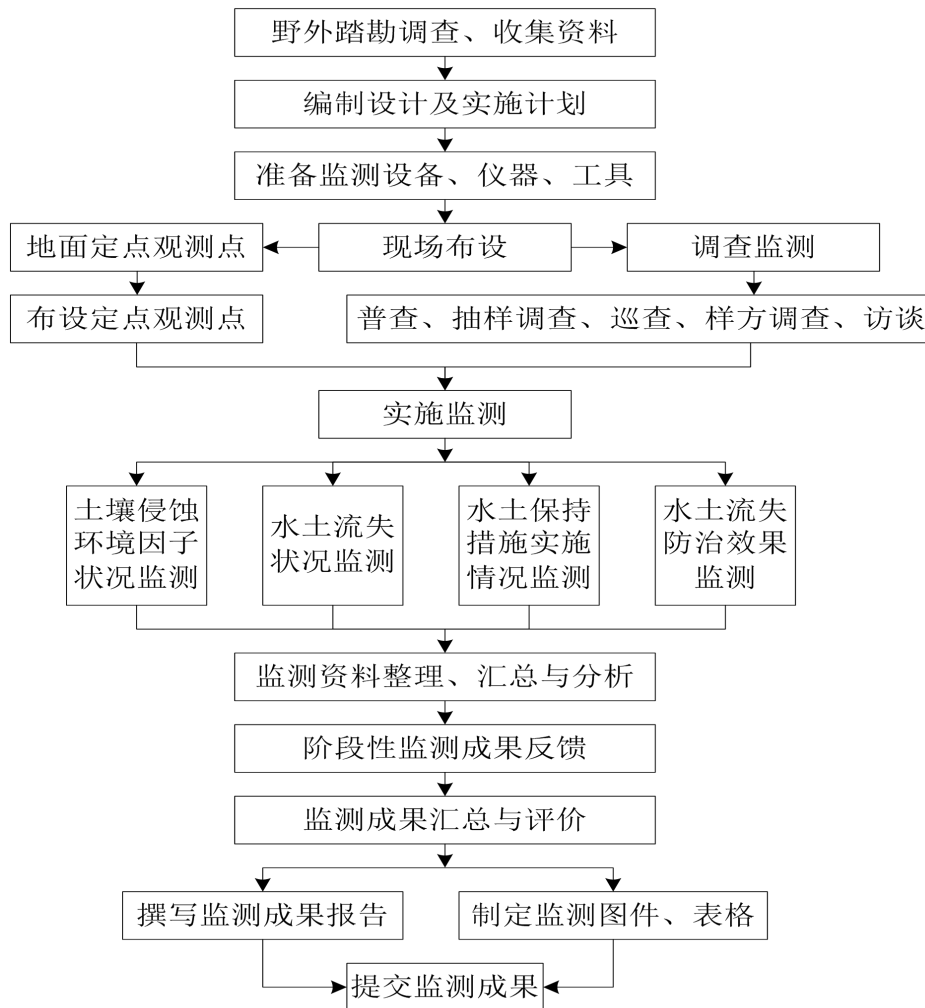 野外踏勘调查、收集资料
编制设计及实施计划
准备监测设备、仪器、工具
地面定点观测点
现场布设
调查监测
布设定点观测点
普查、抽样调查、巡查、样方调查、访谈
实施监测
土壤侵蚀
环境因子
状况监测
水土流失
状况监测
水土保持
措施实施
情况监测
水土流失
防治效果
监测
监测资料整理、汇总与分析
阶段性监测成果反馈
监测成果汇总与评价
撰写监测成果报告
制定监测图件、表格
提交监测成果